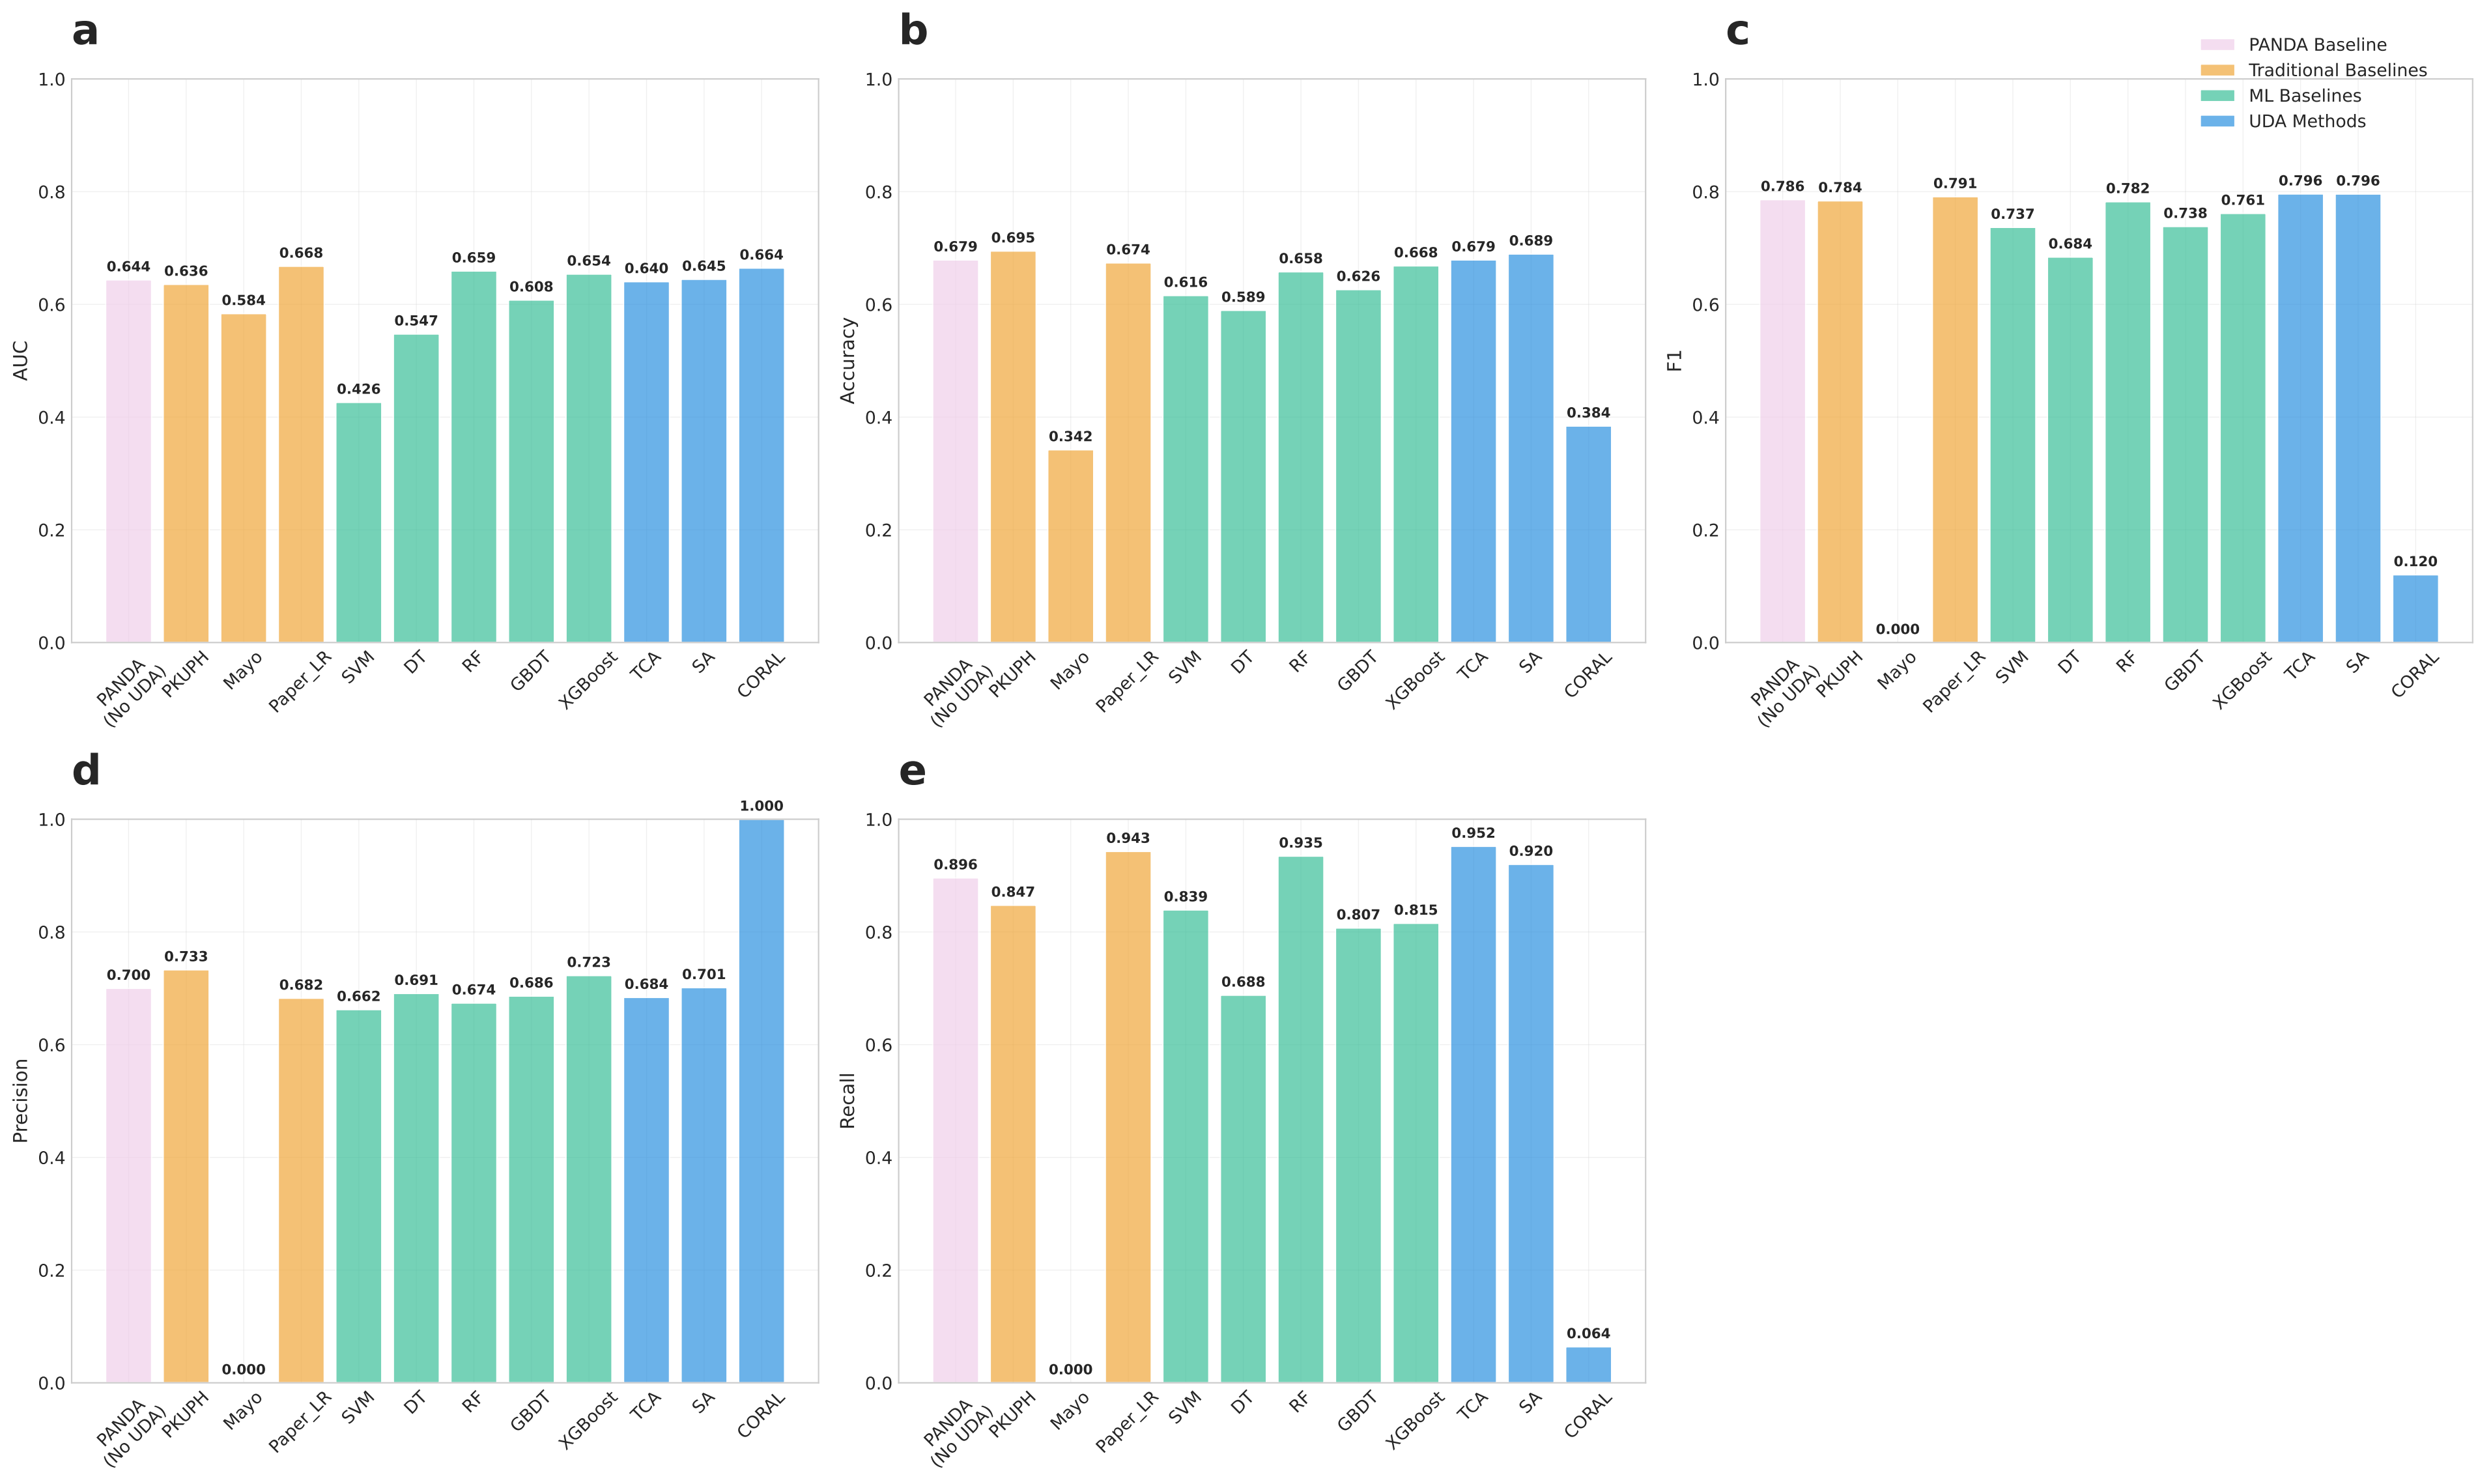 a
1.0
0.8
0.6
0.4
0.2
0.0
AUC
0.644
0.636
0.584
0.668
0.426
0.547
0.659
0.608
0.654
0.640
0.645
0.664
PANDA
(No UDA)
PKUPH
Mayo
Paper_LR
SVM
DT
RF
GBDT
XGBoost
TCA
SA
CORAL
b
1.0
0.8
0.6
0.4
0.2
0.0
Accuracy
0.679
0.695
0.342
0.674
0.616
0.589
0.658
0.626
0.668
0.679
0.689
0.384
PANDA
(No UDA)
PKUPH
Mayo
Paper_LR
SVM
DT
RF
GBDT
XGBoost
TCA
SA
CORAL
c
PANDA Baseline
Traditional Baselines
ML Baselines
UDA Methods
1.0
0.8
0.6
0.4
0.2
0.0
F1
0.786
0.784
0.000
0.791
0.737
0.684
0.782
0.738
0.761
0.796
0.796
0.120
PANDA
(No UDA)
PKUPH
Mayo
Paper_LR
SVM
DT
RF
GBDT
XGBoost
TCA
SA
CORAL
d
1.0
0.8
0.6
0.4
0.2
0.0
Precision
0.700
0.733
0.000
0.682
0.662
0.691
0.674
0.686
0.723
0.684
0.701
1.000
PANDA
(No UDA)
PKUPH
Mayo
Paper_LR
SVM
DT
RF
GBDT
XGBoost
TCA
SA
CORAL
e
1.0
0.8
0.6
0.4
0.2
0.0
Recall
0.896
0.847
0.000
0.943
0.839
0.688
0.935
0.807
0.815
0.952
0.920
0.064
PANDA
(No UDA)
PKUPH
Mayo
Paper_LR
SVM
DT
RF
GBDT
XGBoost
TCA
SA
CORAL